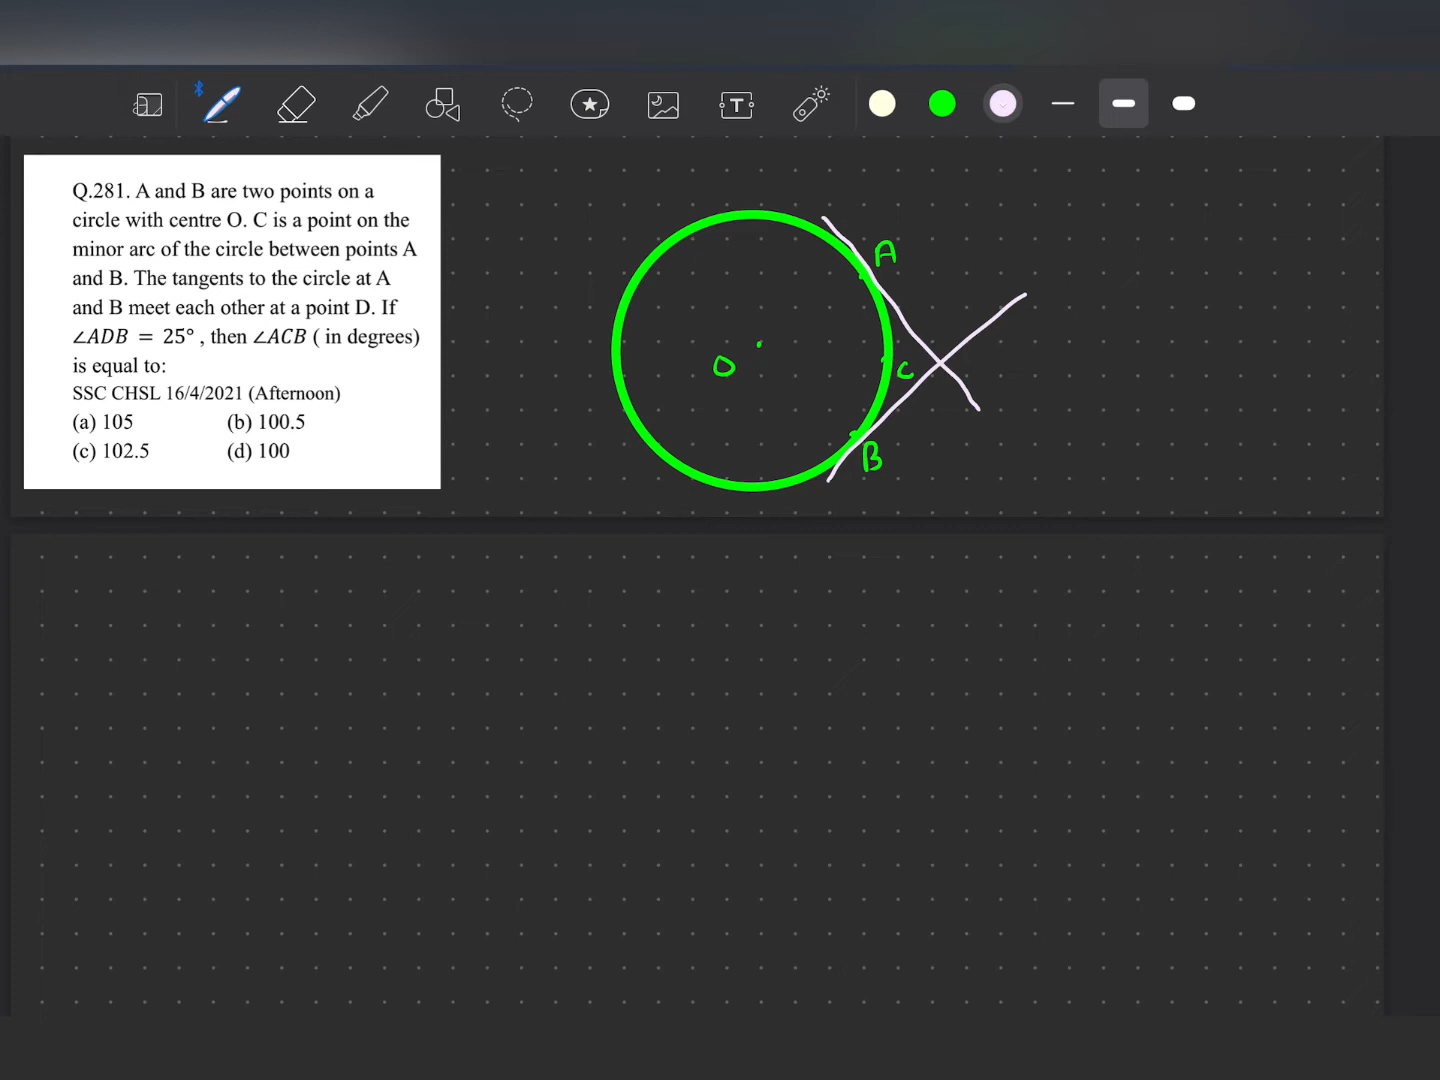 Q.281. A and B are two points on a
circle with centre O. C is a point on the
minor arc of the circle between points A
and B. The tangents to the circle at A
and B meet each other at a point D. If
∠ADB = 25° , then ∠ACB ( in degrees)
is equal to:
SSC CHSL 16/4/2021 (Afternoon)
(a) 105 (b) 100.5
(c) 102.5 (d) 100
A
O
C
B